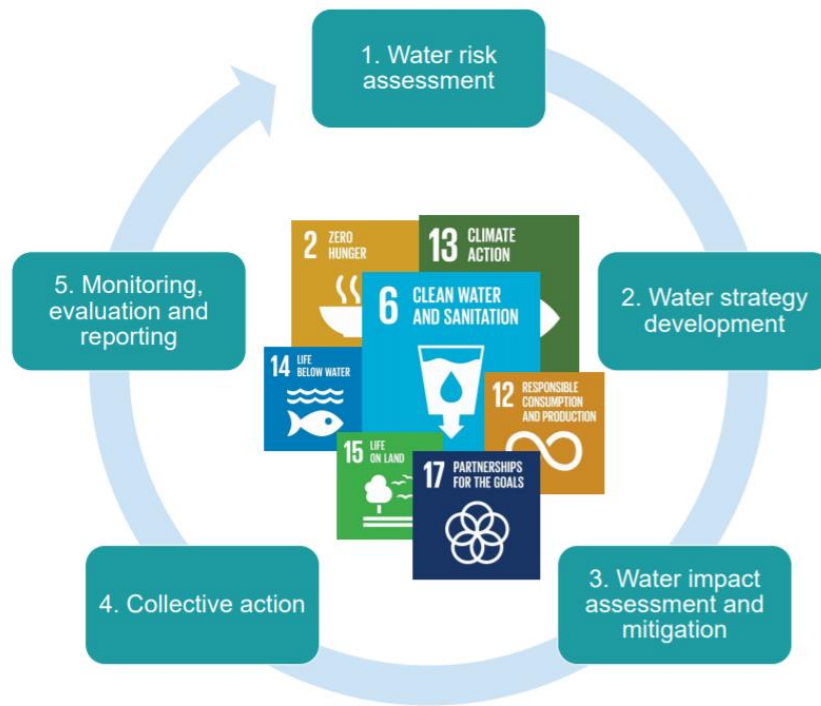 1. Water risk
assessment
2. Water strategy
development
3. Water impact
assessment and
mitigation
4. Collective action
5. Monitoring,
evaluation and
reporting
2 ZERO
HUNGER
13 CLIMATE
ACTION
6 CLEAN WATER
AND SANITATION
14 LIFE
BELOW WATER
12 RESPONSIBLE
CONSUMPTION
AND PRODUCTION
15 LIFE
ON LAND
17 PARTNERSHIPS
FOR THE GOALS